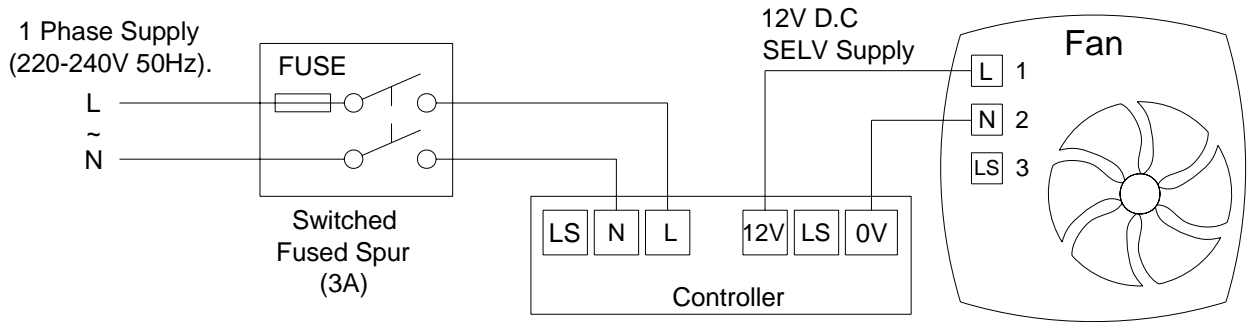 1 Phase Supply
(220-240V 50Hz).
L
~
N
FUSE
Switched
Fused Spur
(3A)
12V D.C
SELV Supply
Fan
L 1
N 2
LS 3
LS N L 12V LS 0V
Controller